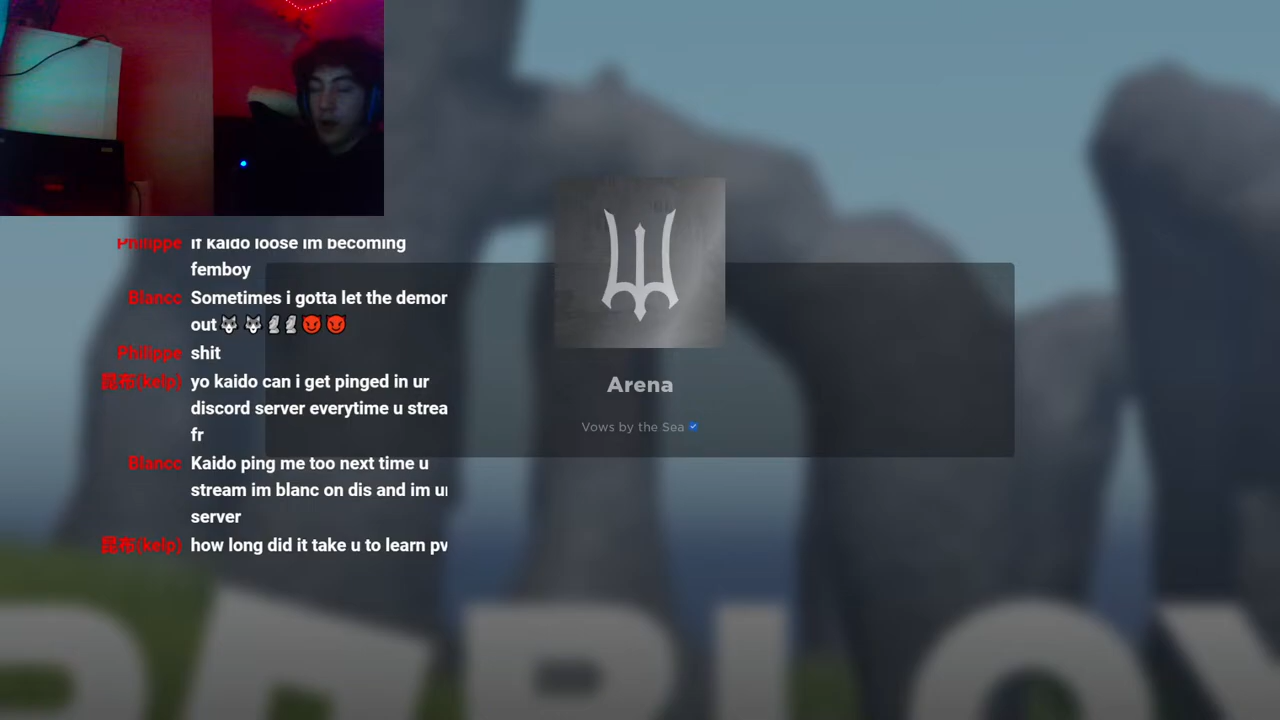 Philippe If kaido loose im becoming
femboy
Blancc Sometimes i gotta let the demon
out 🐺 🐺 🗿 🗿 😈 😈
Philippe shit
昆布(kelp) yo kaido can i get pinged in ur
discord server everytime u strea
fr
Blancc Kaido ping me too next time u
stream im blanc on dis and im ur
server
昆布(kelp) how long did it take u to learn pv
Arena
Vows by the Sea
ROBLOX